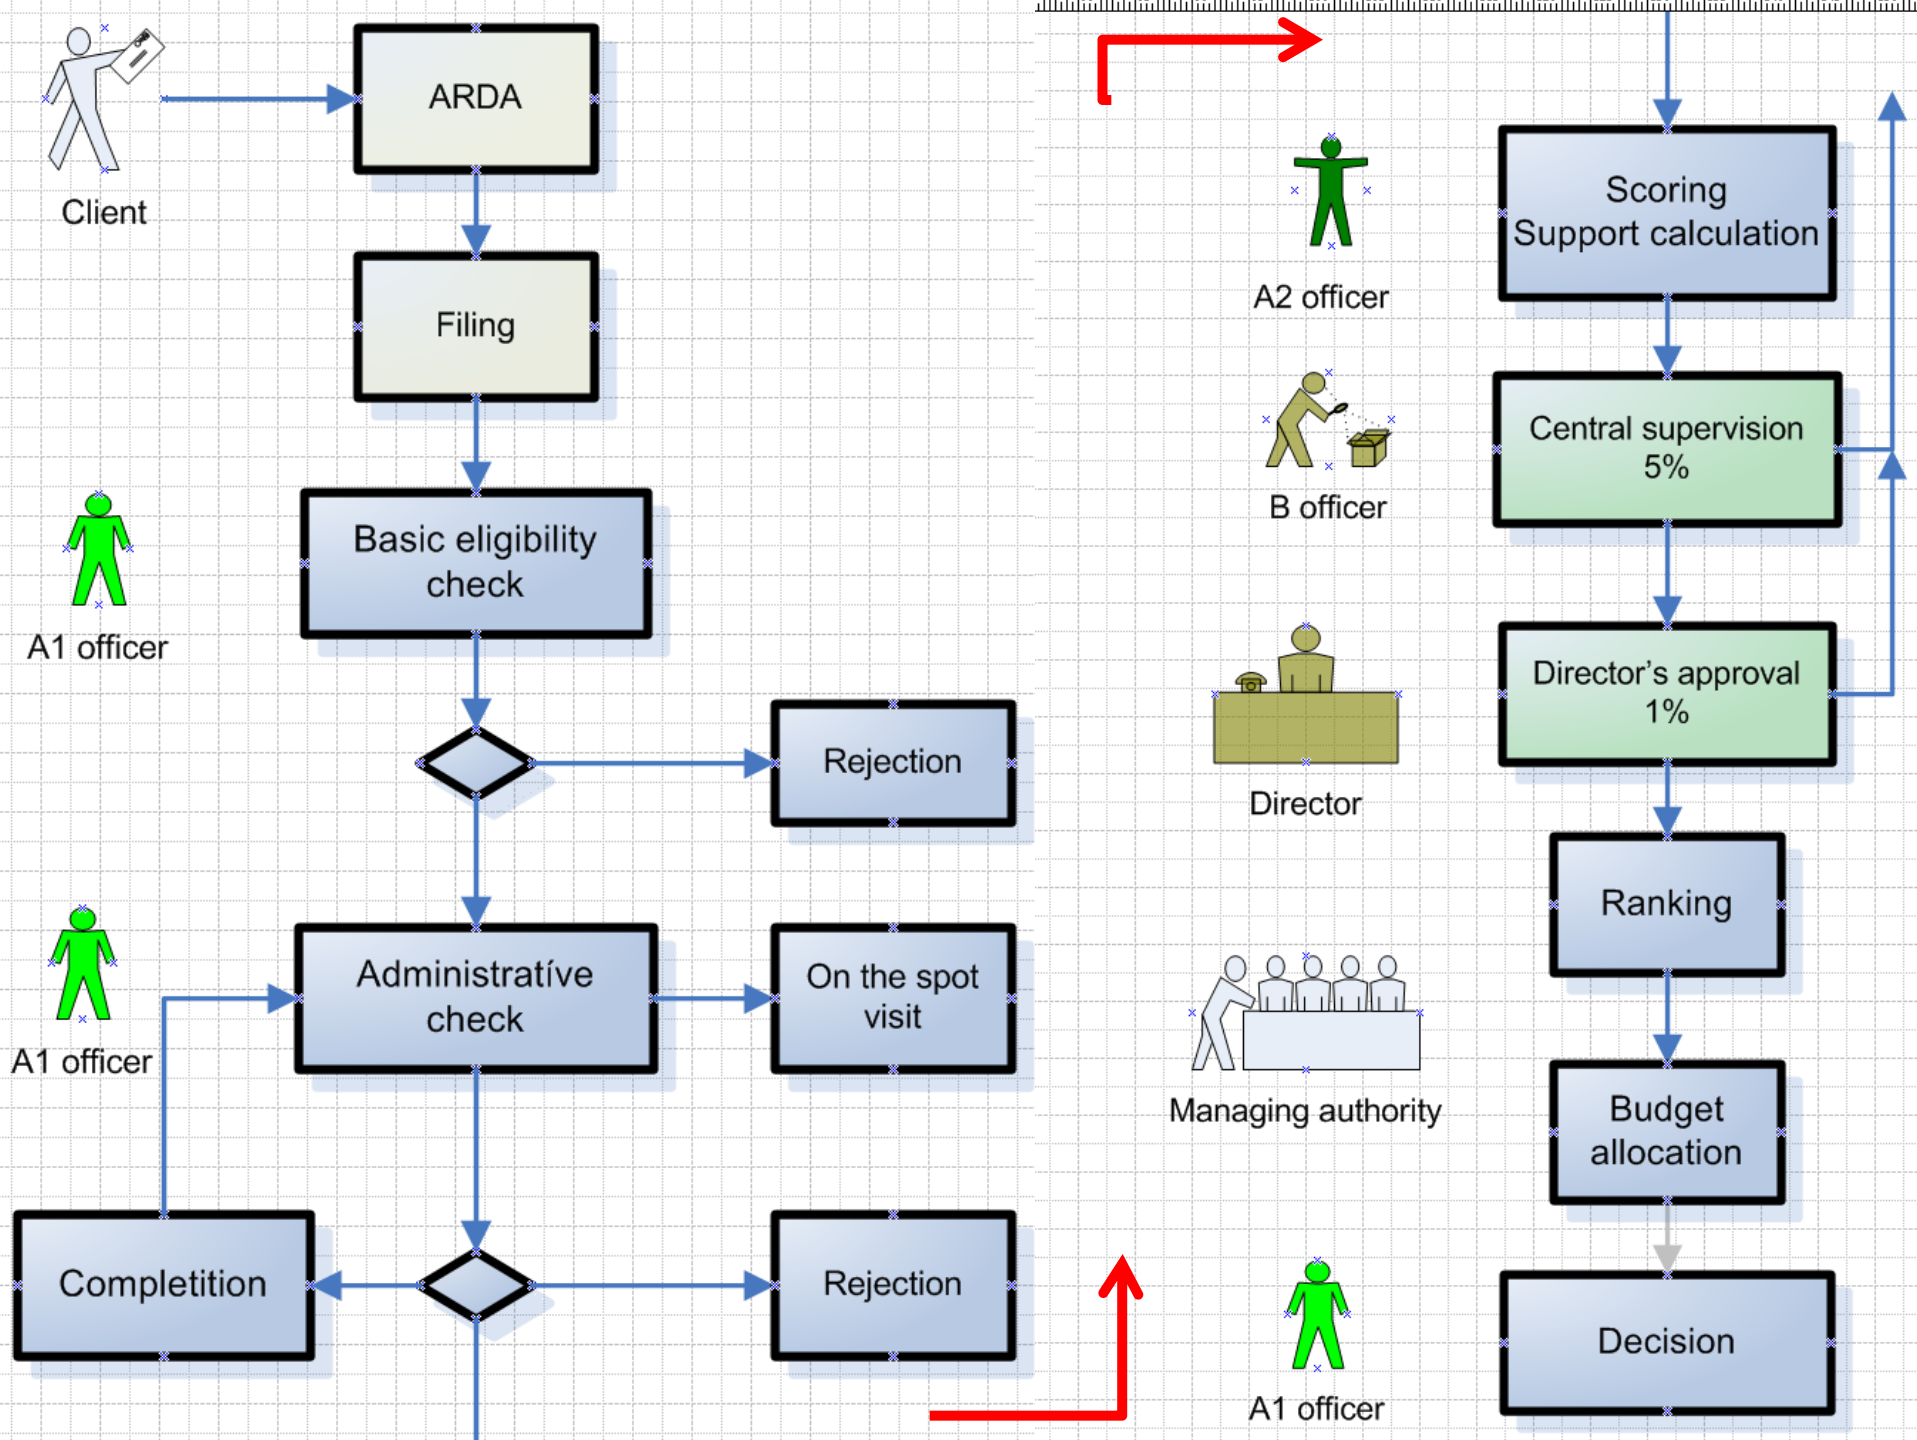 ARDA
Client
Filing
Basic eligibility
check
A1 officer
Rejection
Administratíve
check
On the spot
visit
A1 officer
Completition
Rejection
Scoring
Support calculation
A2 officer
Central supervision
5%
B officer
Director’s approval
1%
Director
Ranking
Managing authority
Budget
allocation
Decision
A1 officer